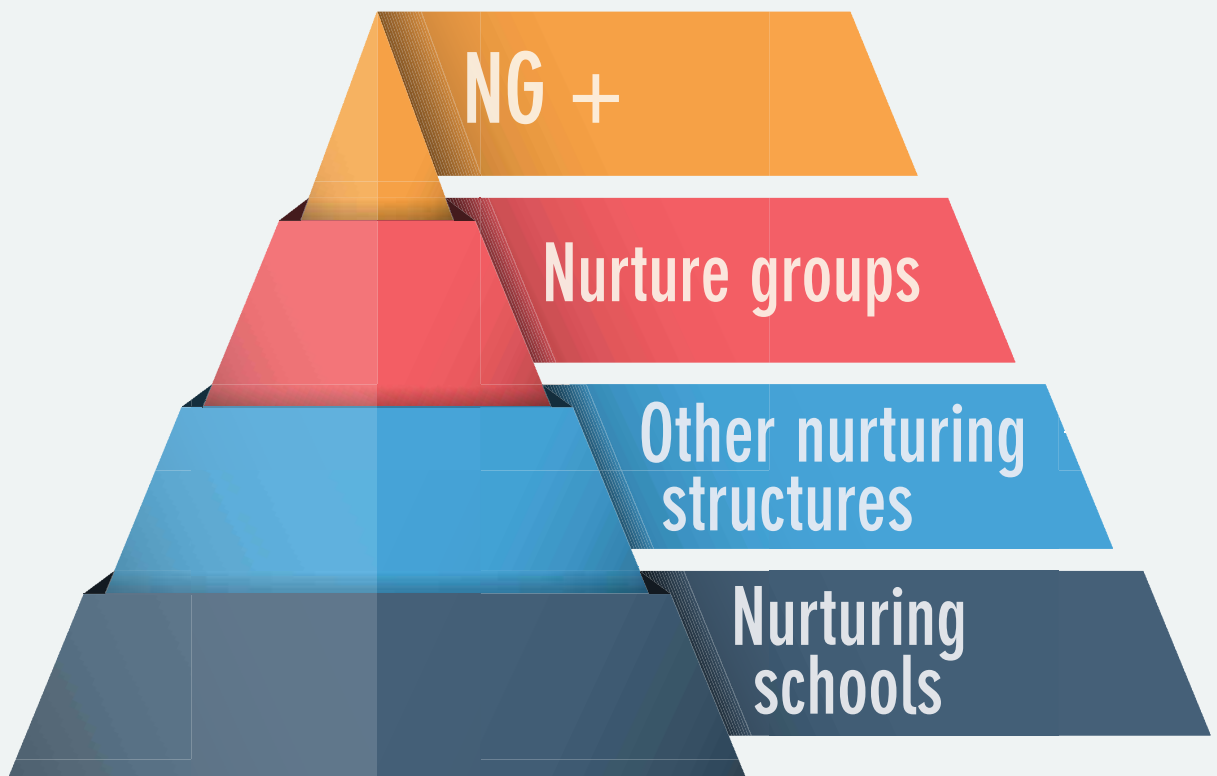 NG +
Nurture groups
Other nurturing
structures
Nurturing
schools